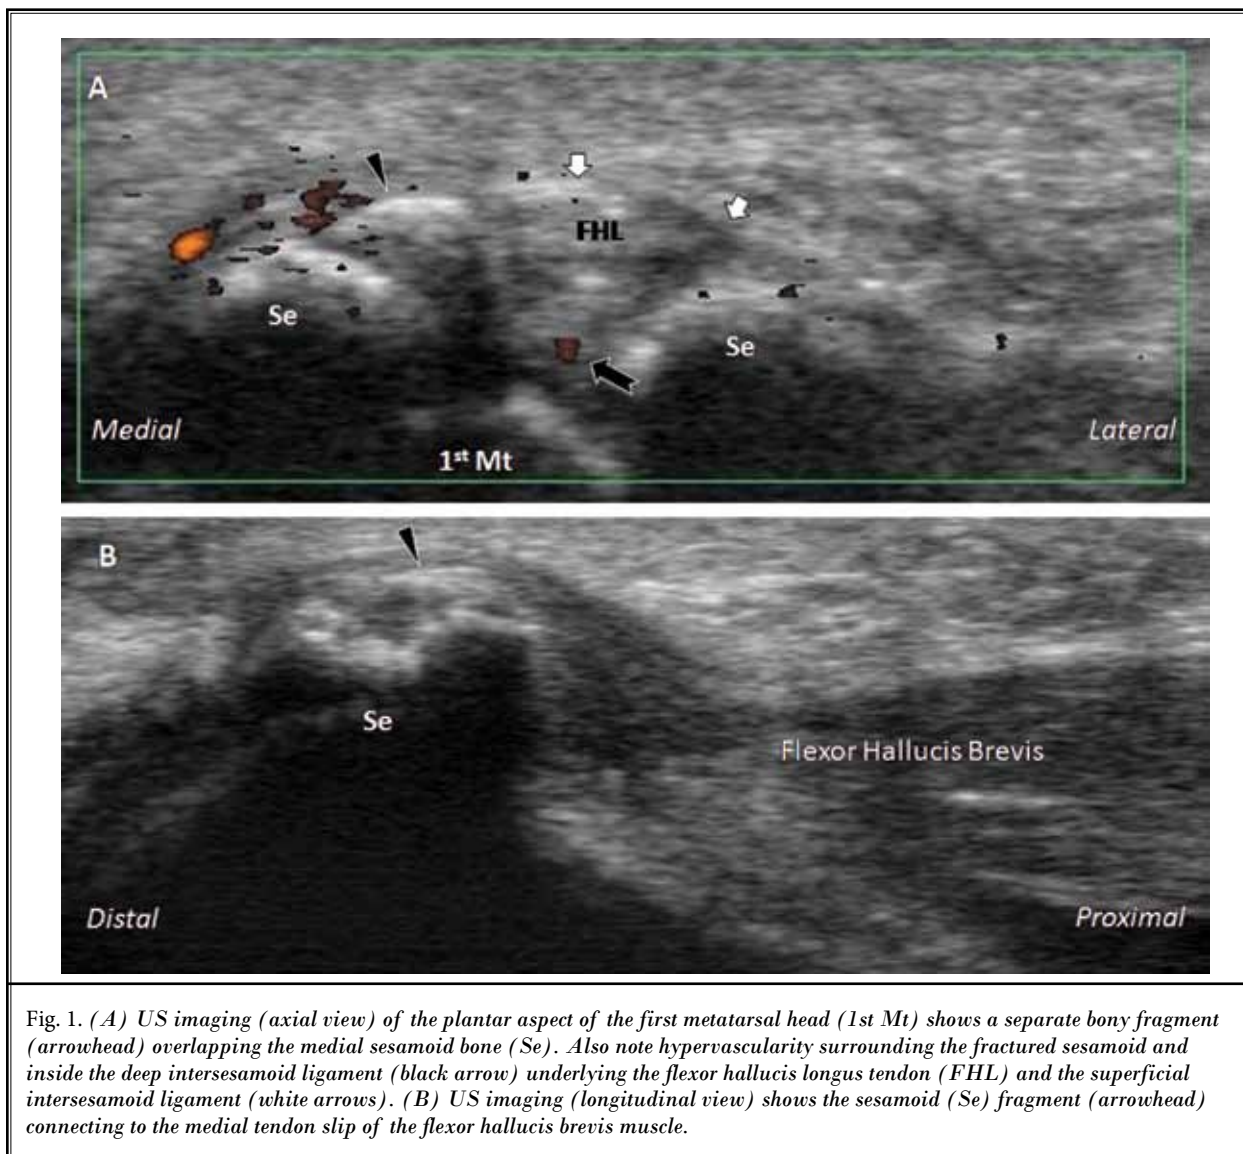 A
FHL
Se
Se
Medial
Lateral
1st Mt
B
Se
Flexor Hallucis Brevis
Distal
Proximal
Fig. 1. (A) US imaging (axial view) of the plantar aspect of the first metatarsal head (1st Mt) shows a separate bony fragment
(arrowhead) overlapping the medial sesamoid bone (Se). Also note hypervascularity surrounding the fractured sesamoid and
inside the deep intersesamoid ligament (black arrow) underlying the flexor hallucis longus tendon (FHL) and the superficial
intersesamoid ligament (white arrows). (B) US imaging (longitudinal view) shows the sesamoid (Se) fragment (arrowhead)
connecting to the medial tendon slip of the flexor hallucis brevis muscle.